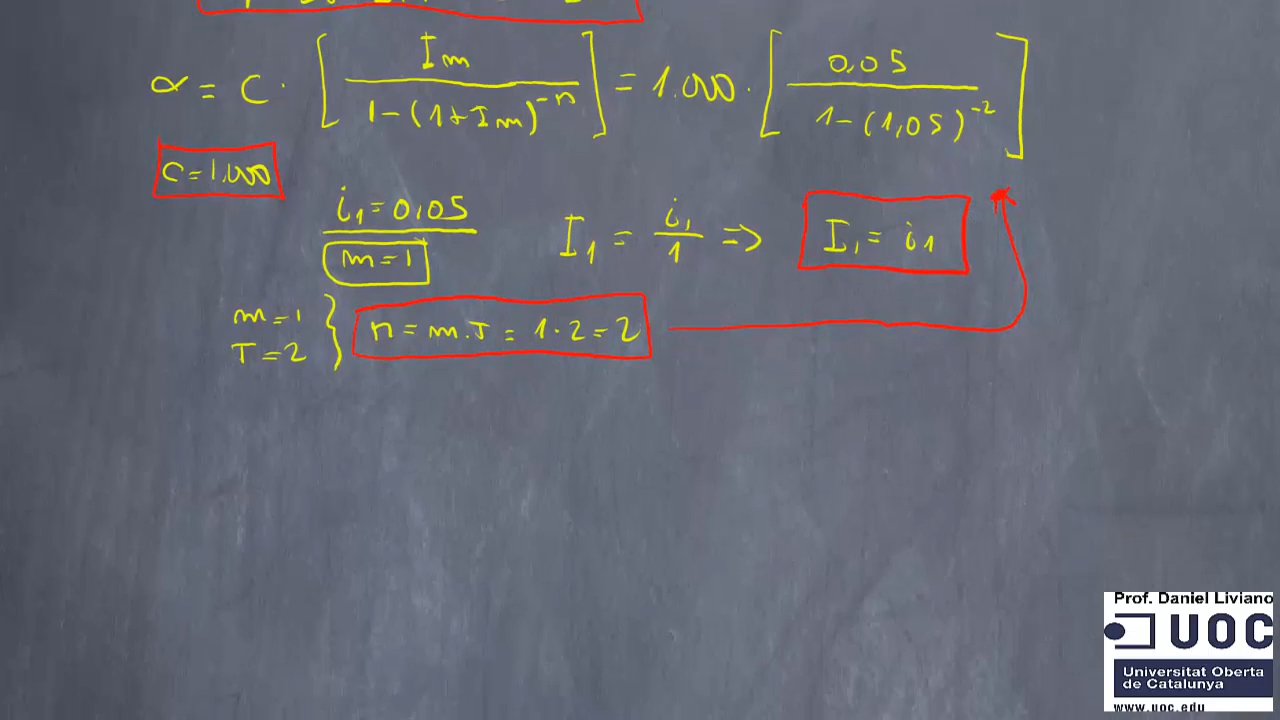 α = C · [ Im / 1-(1+Im)^-n ] = 1.000 · [ 0,05 / 1-(1,05)^-2 ]
C = 1.000
i₁ = 0,05
m = 1
I₁ = i₁/1 => I₁ = i₁
m = 1
T = 2
n = m.T = 1·2 = 2
Prof. Daniel Liviano
UOC
Universitat Oberta
de Catalunya
www.uoc.edu